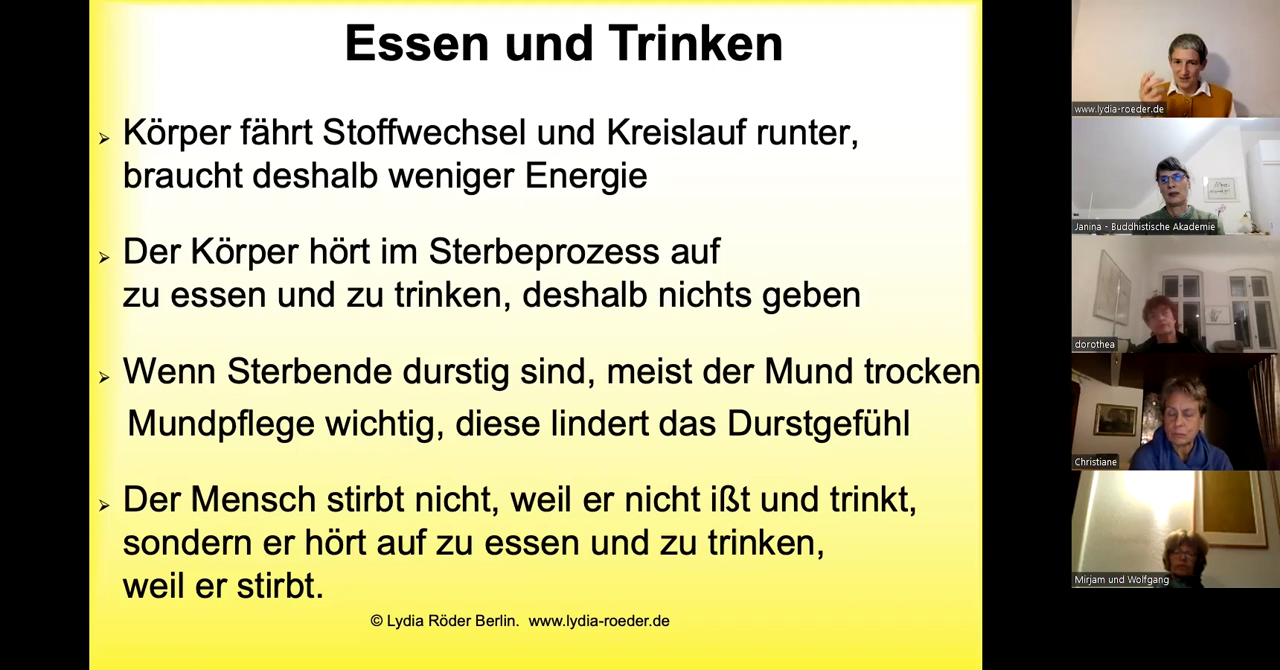 Essen und Trinken
Körper fährt Stoffwechsel und Kreislauf runter,
braucht deshalb weniger Energie
Der Körper hört im Sterbeprozess auf
zu essen und zu trinken, deshalb nichts geben
Wenn Sterbende durstig sind, meist der Mund trocken
Mundpflege wichtig, diese lindert das Durstgefühl
Der Mensch stirbt nicht, weil er nicht ißt und trinkt,
sondern er hört auf zu essen und zu trinken,
weil er stirbt.
© Lydia Röder Berlin. www.lydia-roeder.de
www.lydia-roeder.de
Janina - Buddhistische Akademie
dorothea
Christiane
Mirjam und Wolfgang